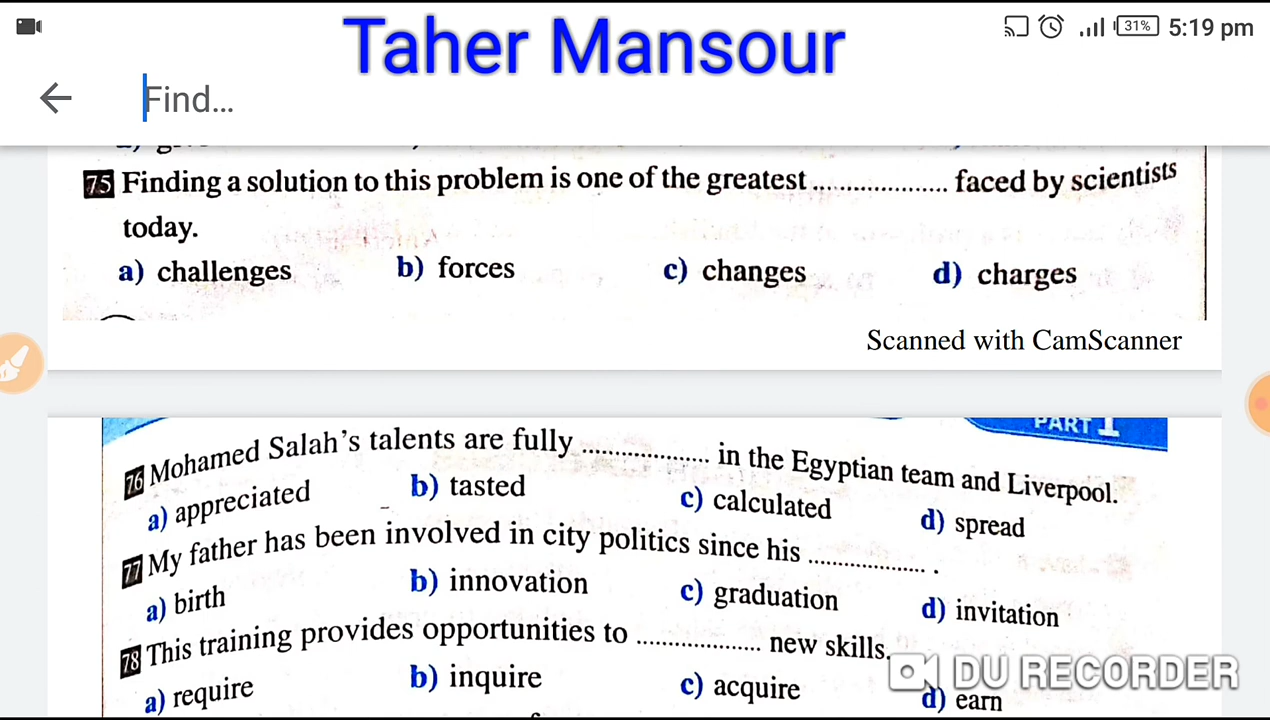 Taher Mansour
31% 5:19 pm
Find...
75 Finding a solution to this problem is one of the greatest .................. faced by scientists
today.
a) challenges b) forces c) changes d) charges
Scanned with CamScanner
PART 1
76 Mohamed Salah's talents are fully .................. in the Egyptian team and Liverpool.
a) appreciated b) tasted c) calculated d) spread
77 My father has been involved in city politics since his .................. .
a) birth b) innovation c) graduation d) invitation
78 This training provides opportunities to .................. new skills.
a) require b) inquire c) acquire d) earn
DU RECORDER